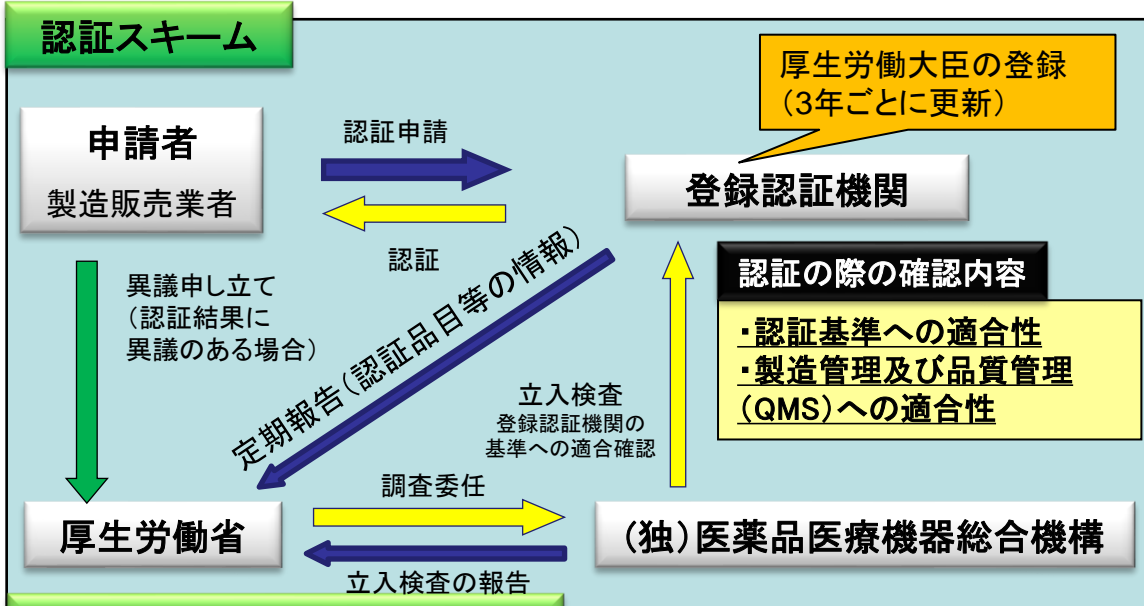 認証スキーム
厚生労働大臣の登録
（3年ごとに更新）
申請者
製造販売業者
認証申請
認証
登録認証機関
異議申し立て
（認証結果に
異議のある場合）
定期報告（認証品目等の情報）
認証の際の確認内容
・認証基準への適合性
・製造管理及び品質管理
（QMS）への適合性
立入検査
登録認証機関の
基準への適合確認
調査委任
厚生労働省
（独）医薬品医療機器総合機構
立入検査の報告